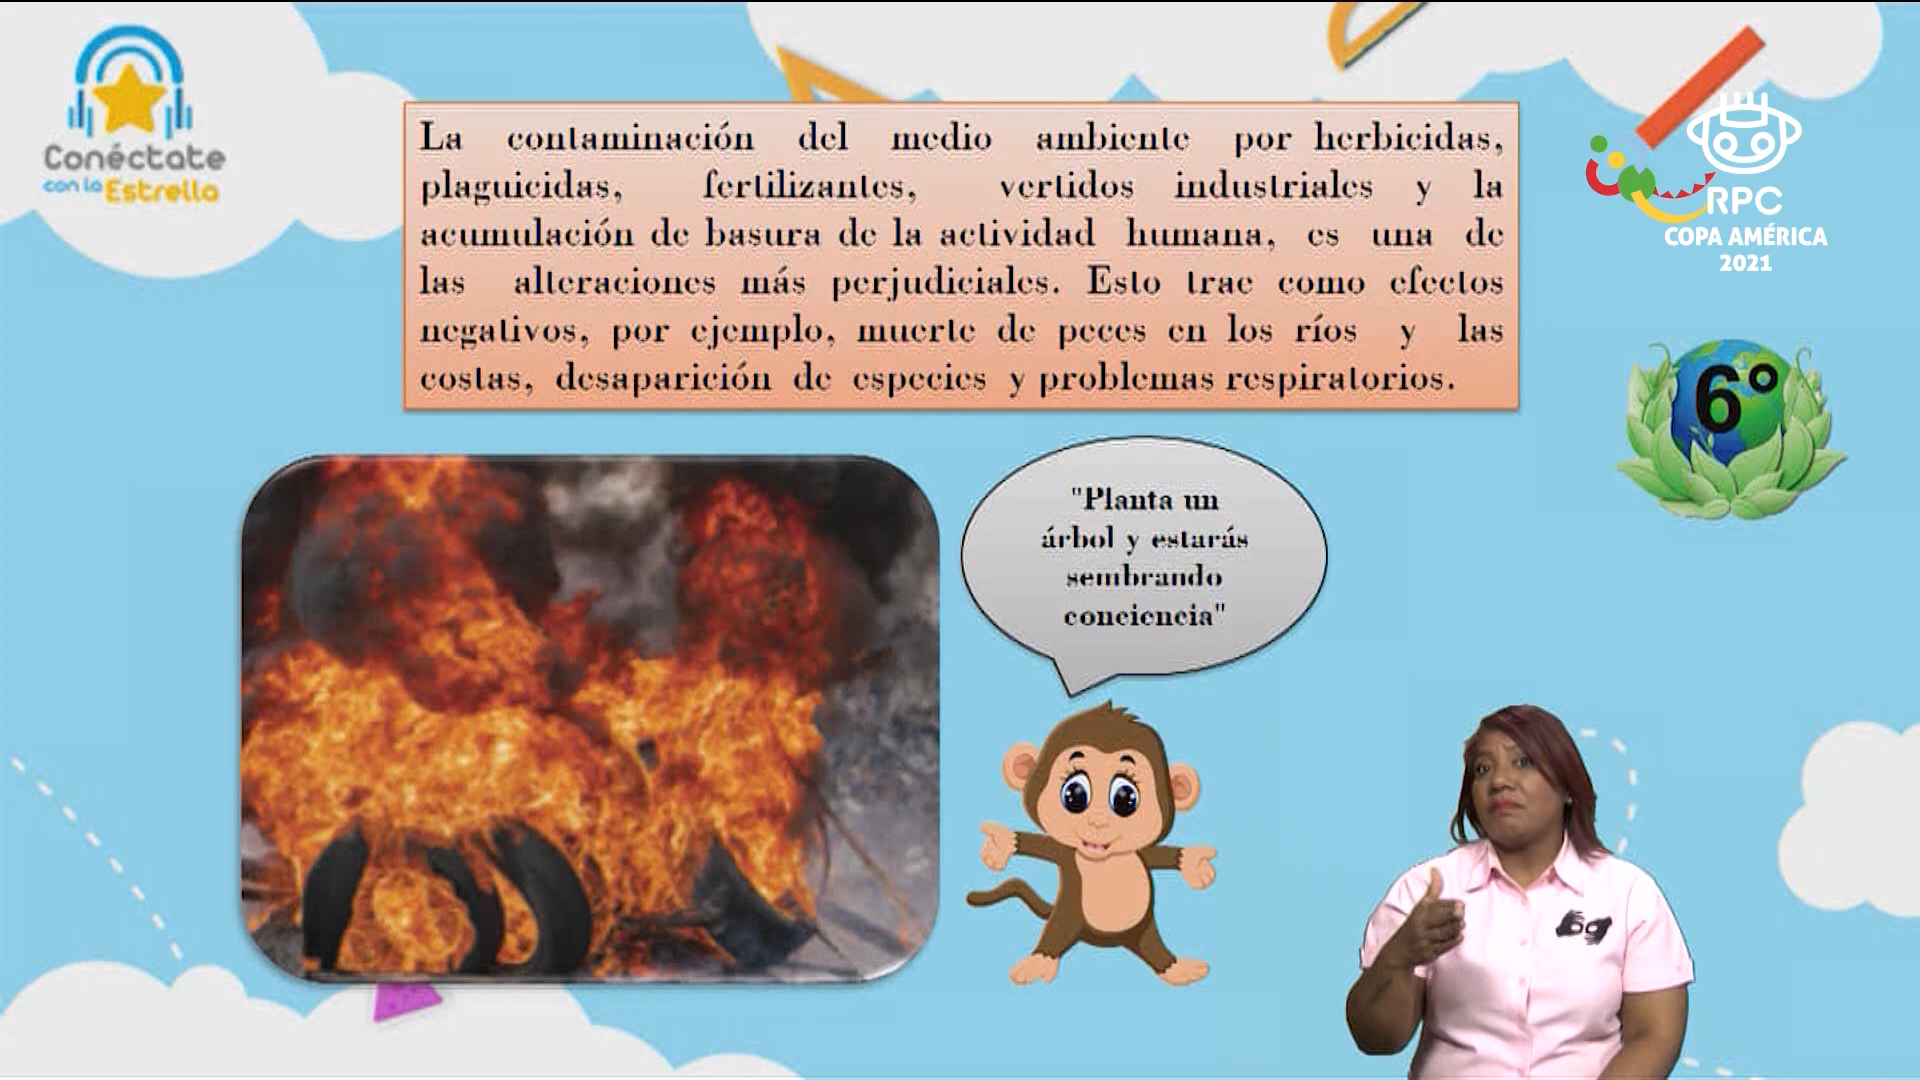 Conéctate
con la Estrella
La contaminación del medio ambiente por herbicidas,
plaguicidas, fertilizantes, vertidos industriales y la
acumulación de basura de la actividad humana, es una de
las alteraciones más perjudiciales. Esto trae como efectos
negativos, por ejemplo, muerte de peces en los ríos y las
costas, desaparición de especies y problemas respiratorios.
RPC
COPA AMÉRICA
2021
6°
"Planta un
árbol y estarás
sembrando
conciencia"